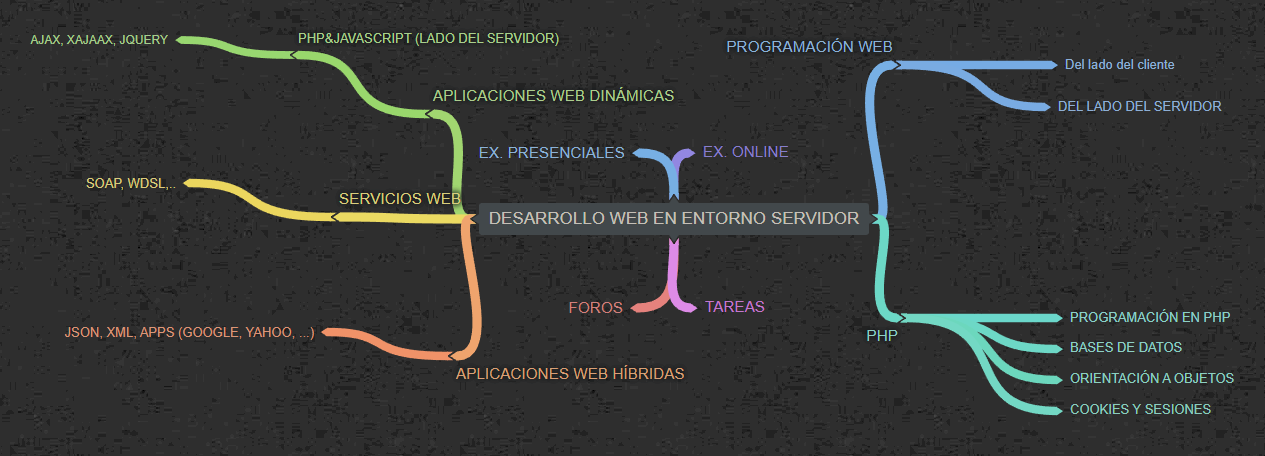 AJAX, XAJAAX, JQUERY
PHP&JAVASCRIPT (LADO DEL SERVIDOR)
APLICACIONES WEB DINÁMICAS
SOAP, WDSL,..
SERVICIOS WEB
JSON, XML, APPS (GOOGLE, YAHOO, ...)
APLICACIONES WEB HÍBRIDAS
EX. PRESENCIALES
EX. ONLINE
DESARROLLO WEB EN ENTORNO SERVIDOR
FOROS
TAREAS
PROGRAMACIÓN WEB
Del lado del cliente
DEL LADO DEL SERVIDOR
PHP
PROGRAMACIÓN EN PHP
BASES DE DATOS
ORIENTACIÓN A OBJETOS
COOKIES Y SESIONES